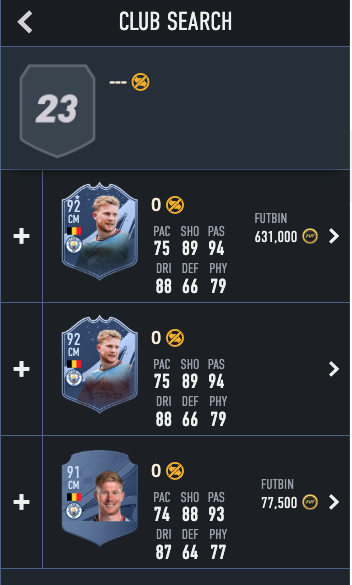 CLUB SEARCH
23
---
92
CM
0
PAC SHO PAS
75 89 94
DRI DEF PHY
88 66 79
FUTBIN
631,000
92
CM
0
PAC SHO PAS
75 89 94
DRI DEF PHY
88 66 79
91
CM
0
PAC SHO PAS
74 88 93
DRI DEF PHY
87 64 77
FUTBIN
77,500